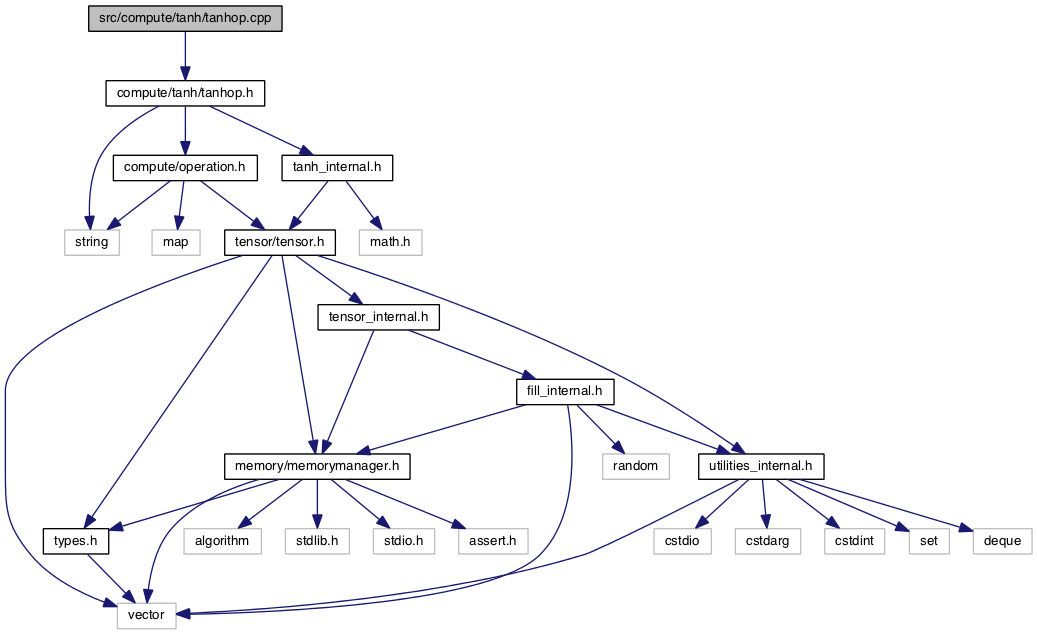 src/compute/tanh/tanhop.cpp
compute/tanh/tanhop.h
compute/operation.h
tanh_internal.h
string
map
tensor/tensor.h
math.h
tensor_internal.h
fill_internal.h
memory/memorymanager.h
random
utilities_internal.h
types.h
algorithm
stdlib.h
stdio.h
assert.h
cstdio
cstdarg
cstdint
set
deque
vector